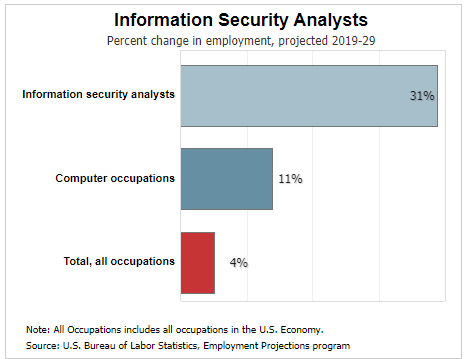 Information Security Analysts
Percent change in employment, projected 2019-29
Information security analysts
31%
Computer occupations
11%
Total, all occupations
4%
Note: All Occupations includes all occupations in the U.S. Economy.
Source: U.S. Bureau of Labor Statistics, Employment Projections program